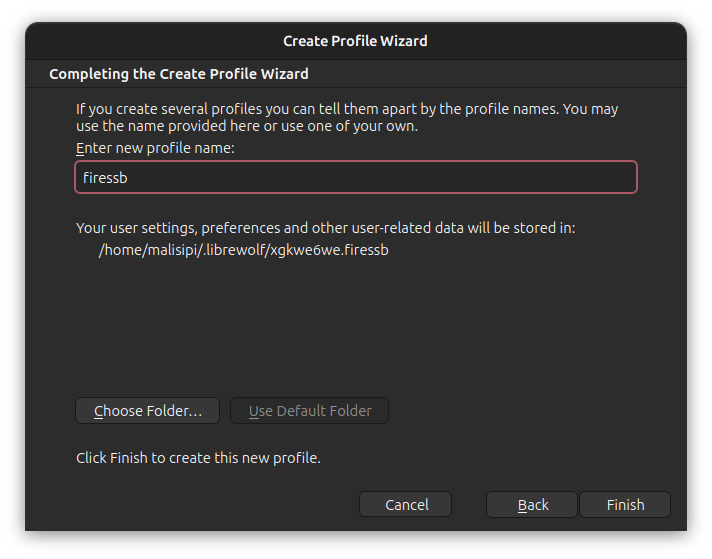 Create Profile Wizard
Completing the Create Profile Wizard
If you create several profiles you can tell them apart by the profile names. You may
use the name provided here or use one of your own.
Enter new profile name:
firessb
Your user settings, preferences and other user-related data will be stored in:
/home/malisipi/.librewolf/xgkwe6we.firessb
Choose Folder...
Use Default Folder
Click Finish to create this new profile.
Cancel
Back
Finish